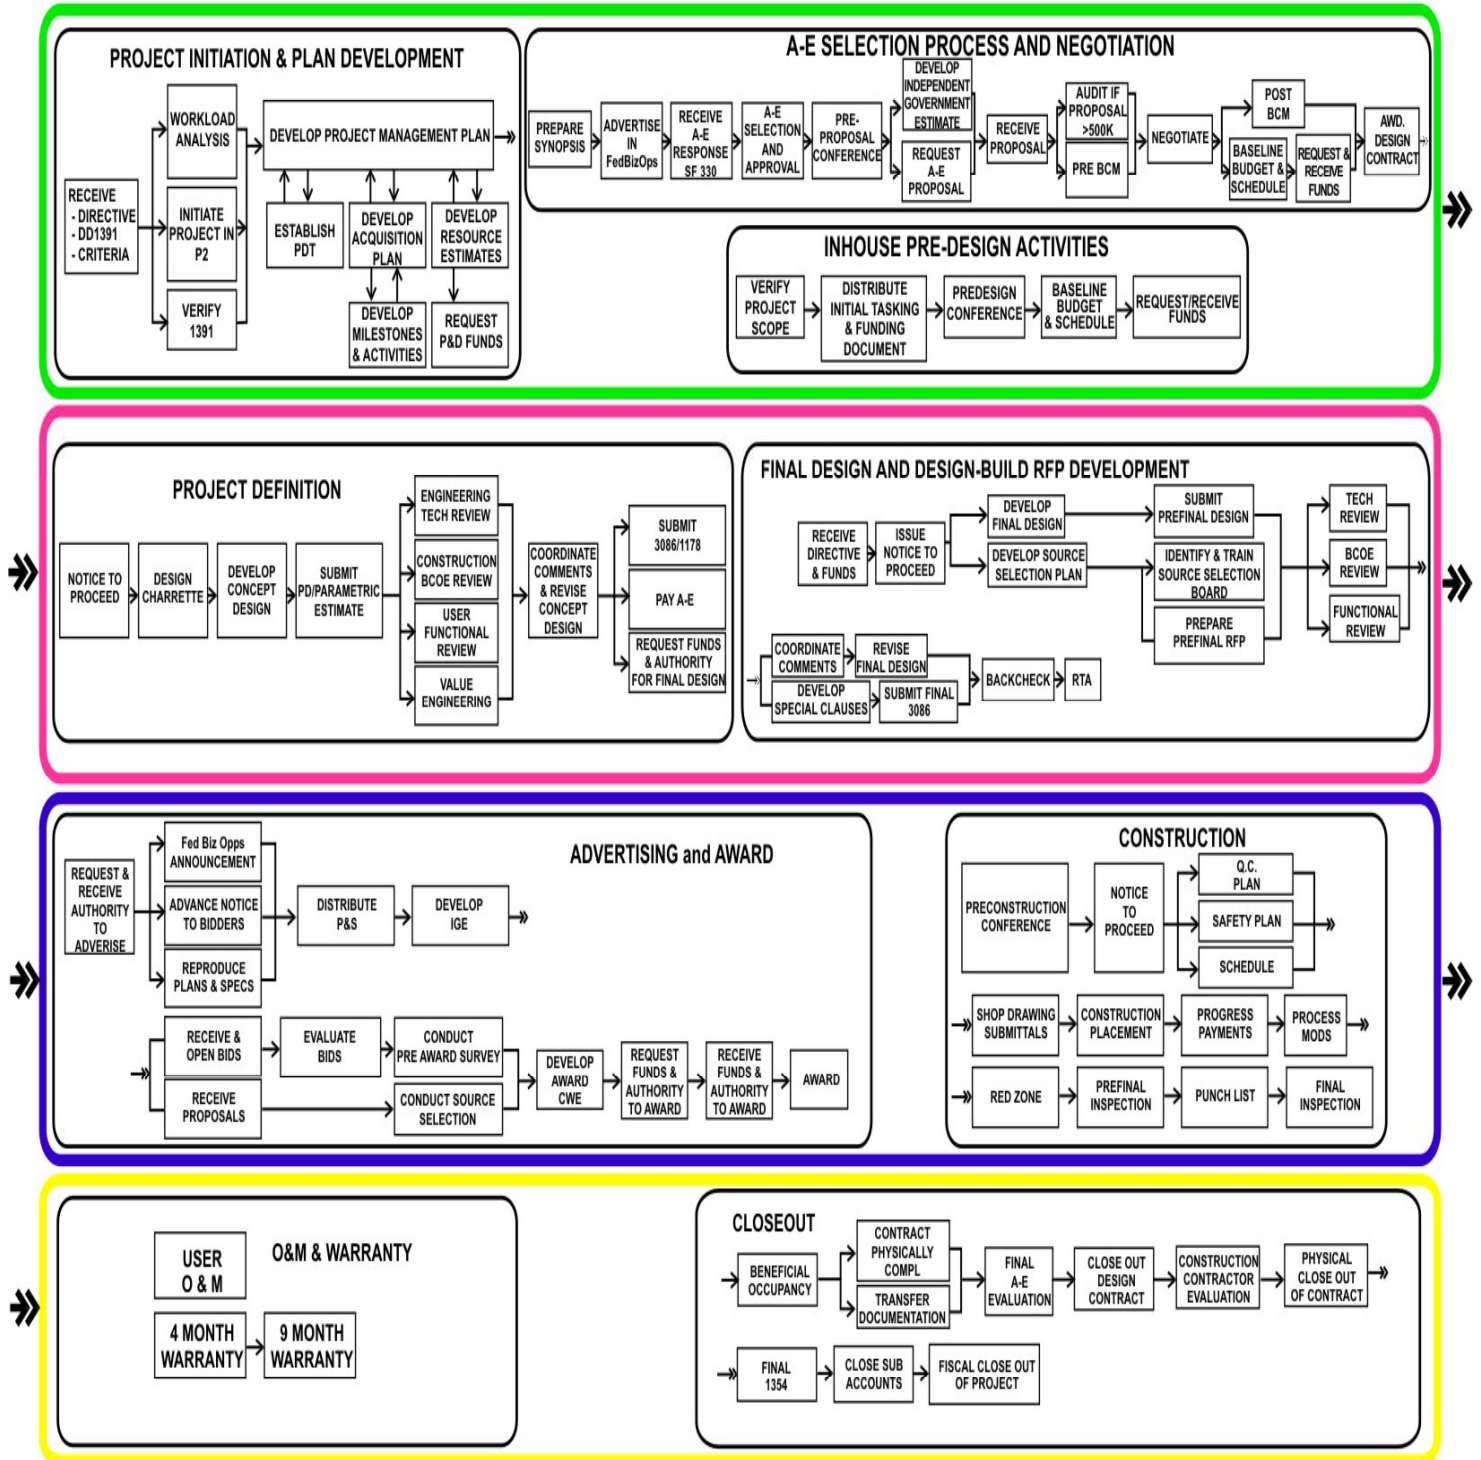 PROJECT INITIATION & PLAN DEVELOPMENT
RECEIVE
- DIRECTIVE
- DD1391
- CRITERIA
WORKLOAD
ANALYSIS
INITIATE
PROJECT IN
P2
VERIFY
1391
DEVELOP PROJECT MANAGEMENT PLAN
ESTABLISH
PDT
DEVELOP
ACQUISITION
PLAN
DEVELOP
RESOURCE
ESTIMATES
DEVELOP
MILESTONES
& ACTIVITIES
REQUEST
P&D FUNDS
A-E SELECTION PROCESS AND NEGOTIATION
PREPARE
SYNOPSIS
ADVERTISE
IN
FedBizOps
RECEIVE
A-E
RESPONSE
SF 330
A-E
SELECTION
AND
APPROVAL
PRE-
PROPOSAL
CONFERENCE
DEVELOP
INDEPENDENT
GOVERNMENT
ESTIMATE
REQUEST
A-E
PROPOSAL
RECEIVE
PROPOSAL
AUDIT IF
PROPOSAL
>500K
PRE BCM
NEGOTIATE
POST
BCM
BASELINE
BUDGET &
SCHEDULE
REQUEST &
RECEIVE
FUNDS
AWD.
DESIGN
CONTRACT
INHOUSE PRE-DESIGN ACTIVITIES
VERIFY
PROJECT
SCOPE
DISTRIBUTE
INITIAL TASKING
& FUNDING
DOCUMENT
PREDESIGN
CONFERENCE
BASELINE
BUDGET
& SCHEDULE
REQUEST/RECEIVE
FUNDS
PROJECT DEFINITION
NOTICE TO
PROCEED
DESIGN
CHARRETTE
DEVELOP
CONCEPT
DESIGN
SUBMIT
PD/PARAMETRIC
ESTIMATE
ENGINEERING
TECH REVIEW
CONSTRUCTION
BCOE REVIEW
USER
FUNCTIONAL
REVIEW
VALUE
ENGINEERING
COORDINATE
COMMENTS
& REVISE
CONCEPT
DESIGN
SUBMIT
3086/1178
PAY A-E
REQUEST FUNDS
& AUTHORITY
FOR FINAL DESIGN
FINAL DESIGN AND DESIGN-BUILD RFP DEVELOPMENT
RECEIVE
DIRECTIVE
& FUNDS
ISSUE
NOTICE TO
PROCEED
DEVELOP
FINAL DESIGN
DEVELOP SOURCE
SELECTION PLAN
SUBMIT
PREFINAL DESIGN
IDENTIFY & TRAIN
SOURCE SELECTION
BOARD
PREPARE
PREFINAL RFP
TECH
REVIEW
BCOE
REVIEW
FUNCTIONAL
REVIEW
COORDINATE
COMMENTS
REVISE
FINAL DESIGN
DEVELOP
SPECIAL CLAUSES
SUBMIT FINAL
3086
BACKCHECK
RTA
ADVERTISING and AWARD
REQUEST &
RECEIVE
AUTHORITY
TO
ADVERISE
Fed Biz Opps
ANNOUNCEMENT
ADVANCE NOTICE
TO BIDDERS
REPRODUCE
PLANS & SPECS
DISTRIBUTE
P&S
DEVELOP
IGE
RECEIVE &
OPEN BIDS
EVALUATE
BIDS
CONDUCT
PRE AWARD SURVEY
RECEIVE
PROPOSALS
CONDUCT SOURCE
SELECTION
DEVELOP
AWARD
CWE
REQUEST
FUNDS &
AUTHORITY
TO AWARD
RECEIVE
FUNDS &
AUTHORITY
TO AWARD
AWARD
CONSTRUCTION
PRECONSTRUCTION
CONFERENCE
NOTICE
TO
PROCEED
Q.C.
PLAN
SAFETY PLAN
SCHEDULE
SHOP DRAWING
SUBMITTALS
CONSTRUCTION
PLACEMENT
PROGRESS
PAYMENTS
PROCESS
MODS
RED ZONE
PREFINAL
INSPECTION
PUNCH LIST
FINAL
INSPECTION
O&M & WARRANTY
USER
O & M
4 MONTH
WARRANTY
9 MONTH
WARRANTY
CLOSEOUT
BENEFICIAL
OCCUPANCY
CONTRACT
PHYSICALLY
COMPL
TRANSFER
DOCUMENTATION
FINAL
A-E
EVALUATION
CLOSE OUT
DESIGN
CONTRACT
CONSTRUCTION
CONTRACTOR
EVALUATION
PHYSICAL
CLOSE OUT
OF CONTRACT
FINAL
1354
CLOSE SUB
ACCOUNTS
FISCAL CLOSE OUT
OF PROJECT